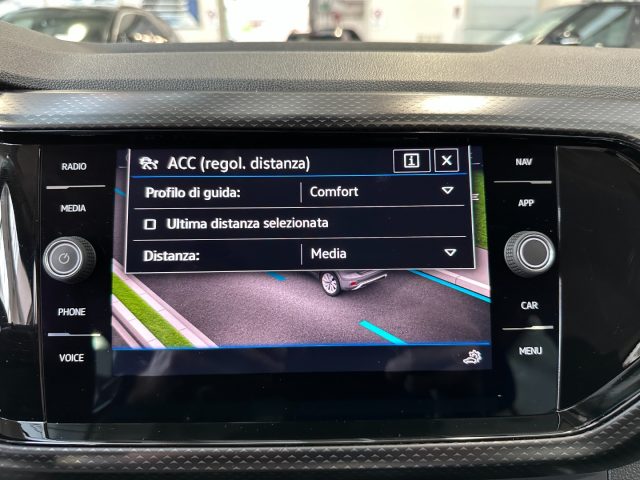 RADIO
MEDIA
PHONE
VOICE
ACC (regol. distanza)
i
Profilo di guida: Comfort
Ultima distanza selezionata
Distanza: Media
NAV
APP
CAR
MENU